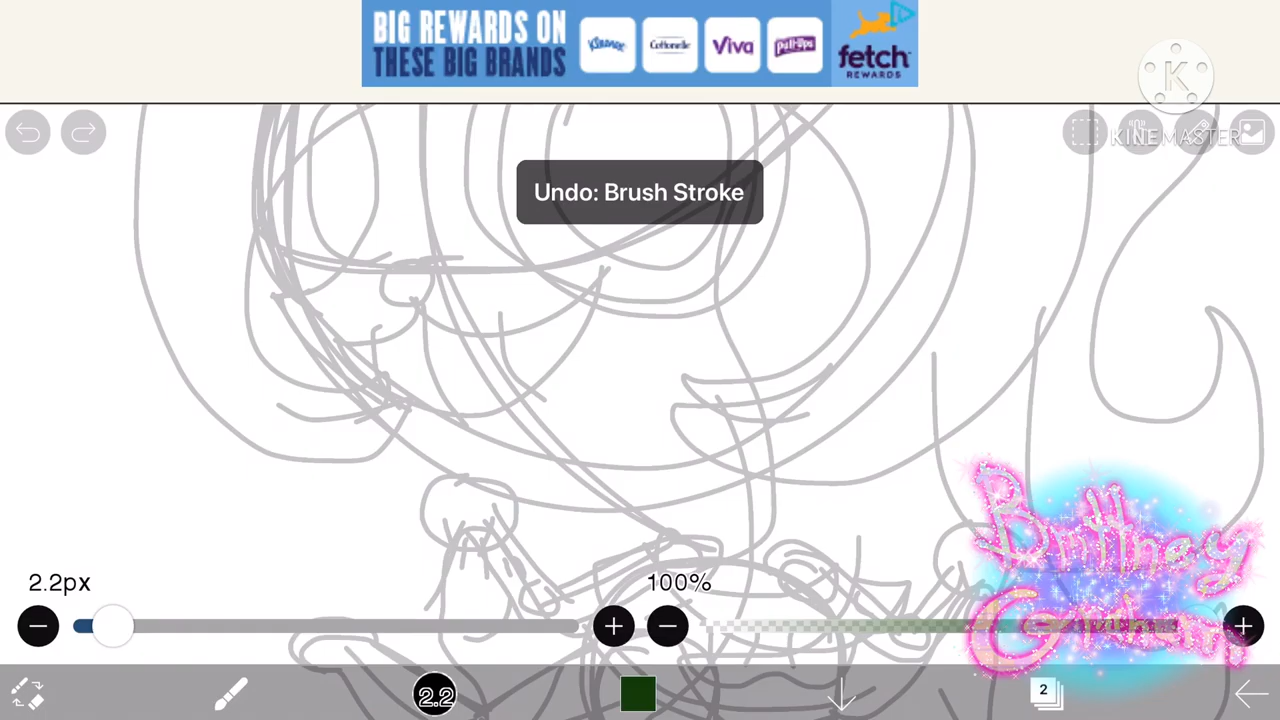 BIG REWARDS ON
THESE BIG BRANDS
Kleenex
Cottonelle
Viva
Pull-Ups
fetch
REWARDS
K
KINEMASTER
Undo: Brush Stroke
2.2px
100%
Brittney
2.2
2